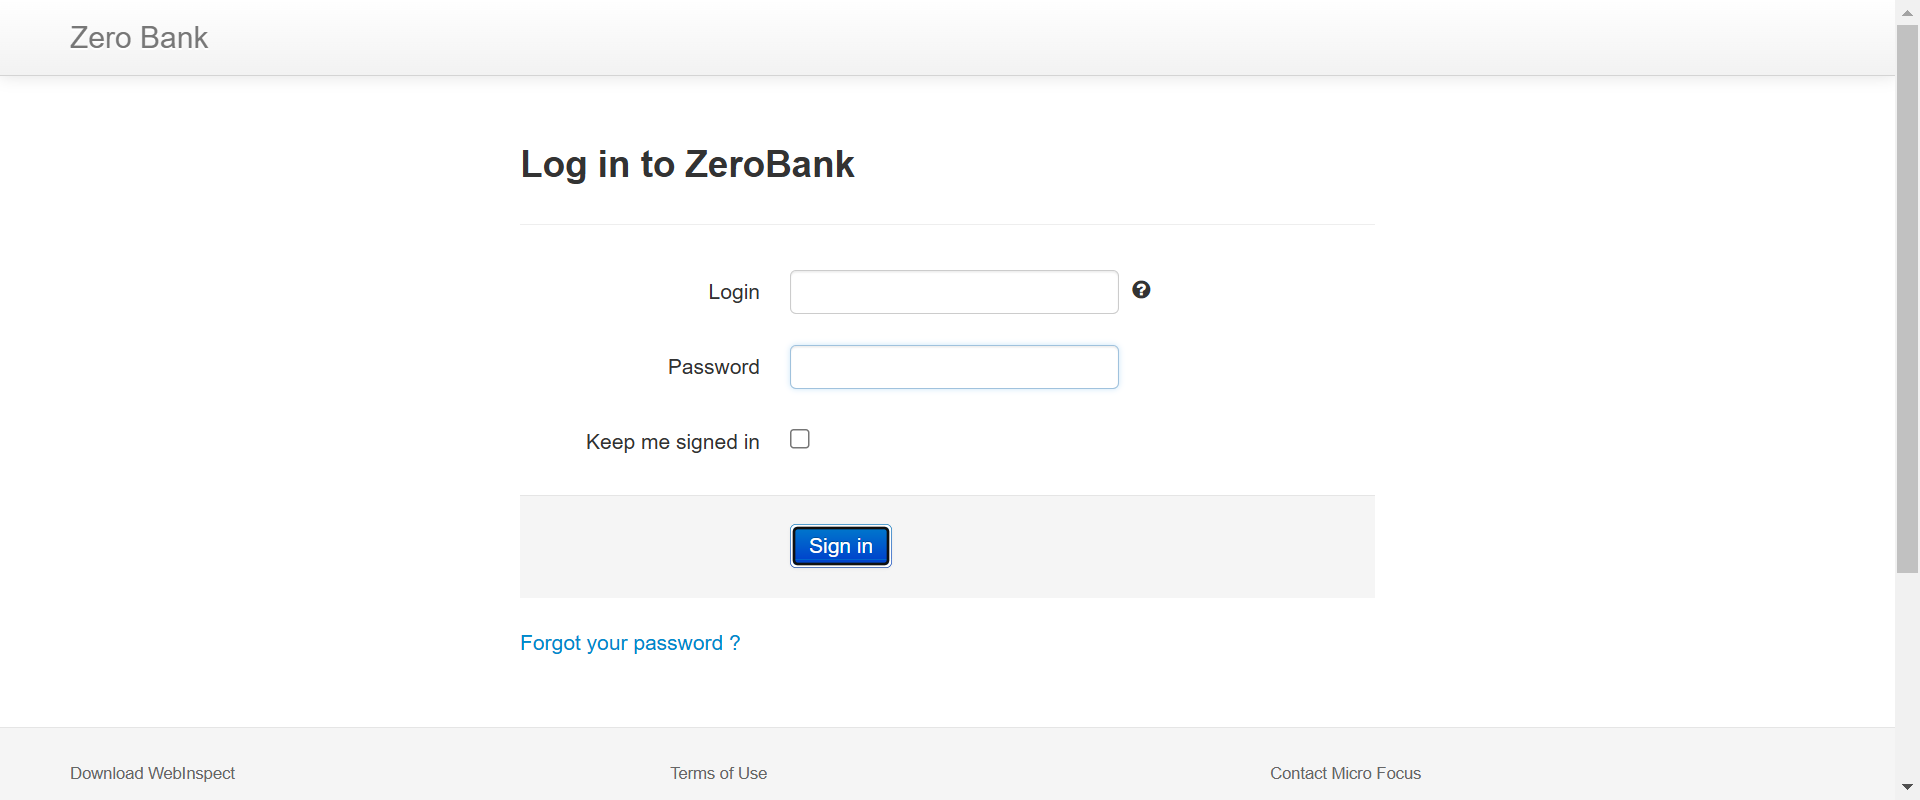 Zero Bank
Log in to ZeroBank
Login
Password
Keep me signed in
Sign in
Forgot your password ?
Download WebInspect
Terms of Use
Contact Micro Focus